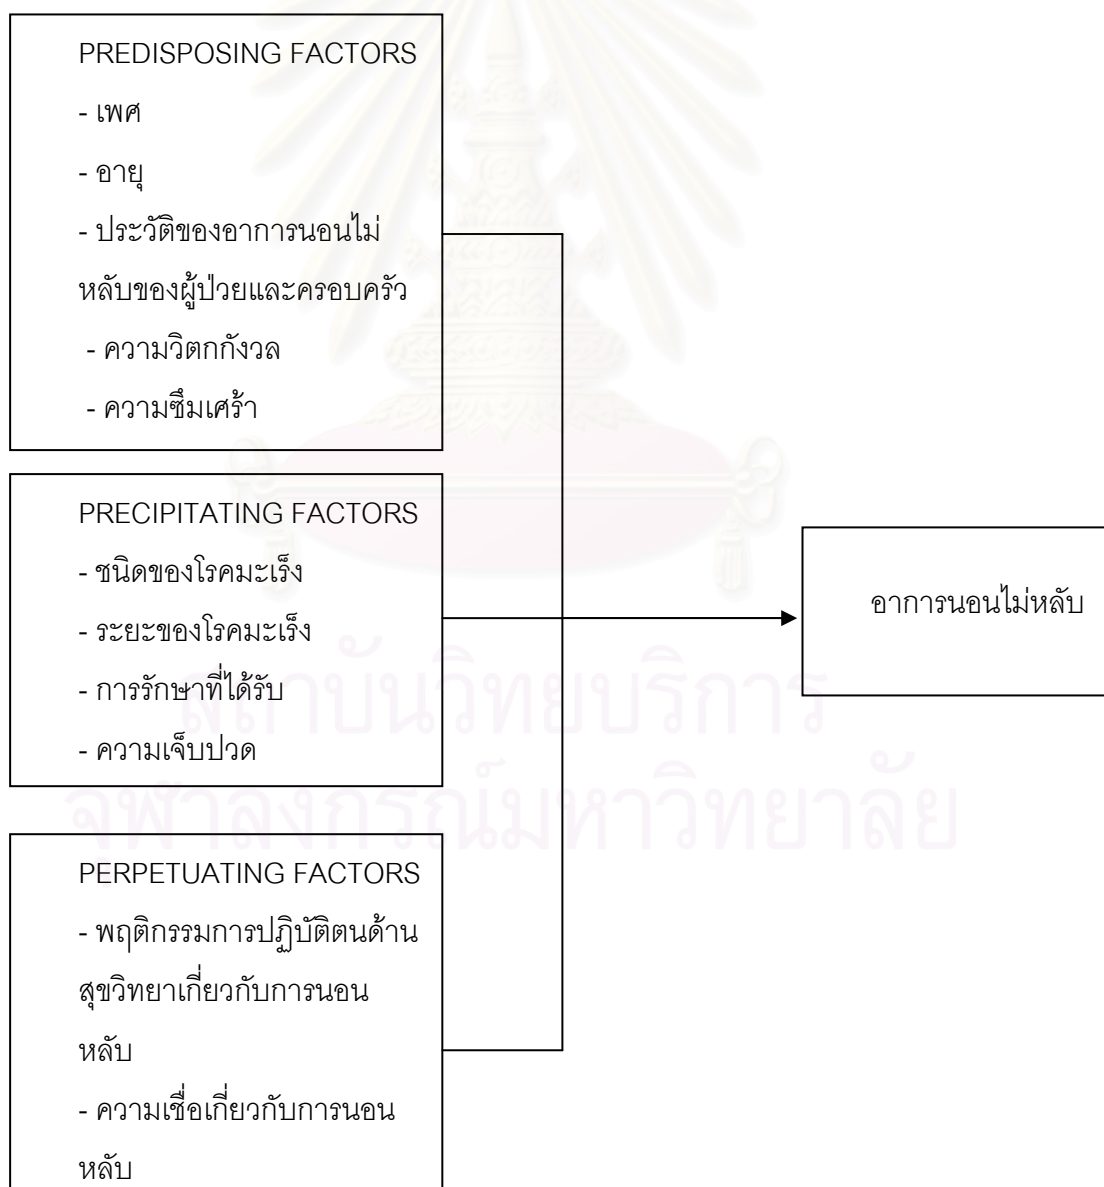 PREDISPOSING FACTORS
- เพศ
- อายุ
- ประวัติของอาการนอนไม่
หลับของผู้ป่วยและครอบครัว
- ความวิตกกังวล
- ความซึมเศร้า
PRECIPITATING FACTORS
- ชนิดของโรคมะเร็ง
- ระยะของโรคมะเร็ง
- การรักษาที่ได้รับ
- ความเจ็บปวด
อาการนอนไม่หลับ
สถาบันวิทยบริการ
จุฬาลงกรณ์มหาวิทยาลัย
PERPETUATING FACTORS
- พฤติกรรมการปฏิบัติตนด้าน
สุขวิทยาเกี่ยวกับการนอน
หลับ
- ความเชื่อเกี่ยวกับการนอน
หลับ